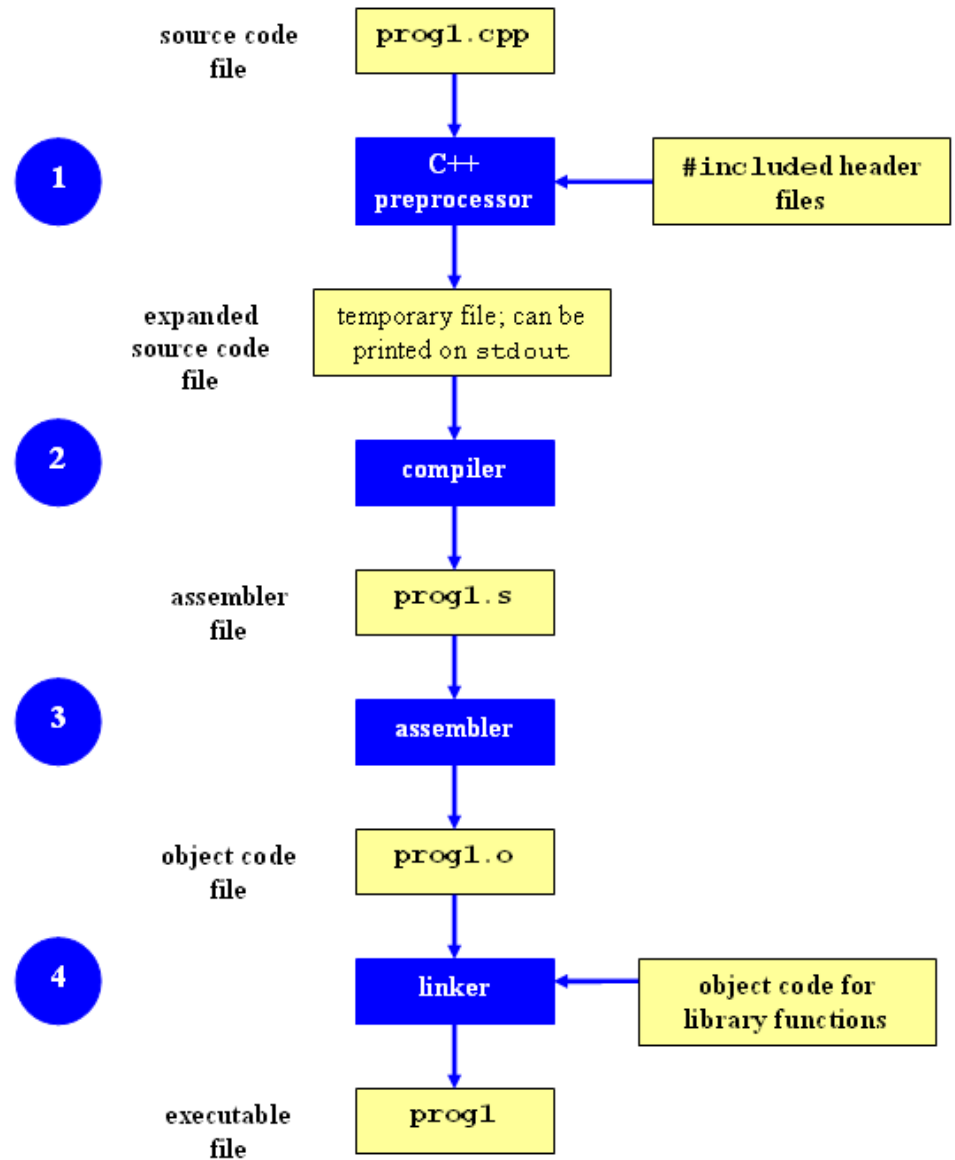 source code
file
prog1.cpp
1
C++
preprocessor
#included header
files
expanded
source code
file
temporary file; can be
printed on stdout
2
compiler
assembler
file
prog1.s
3
assembler
object code
file
prog1.o
4
linker
object code for
library functions
executable
file
prog1